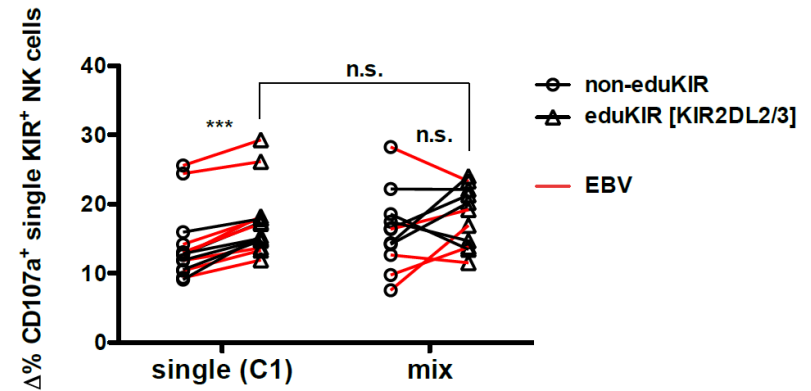 Δ% CD107a⁺ single KIR⁺ NK cells
40
30
20
10
0
n.s.
***
n.s.
single (C1)
mix
non-eduKIR
eduKIR [KIR2DL2/3]
EBV